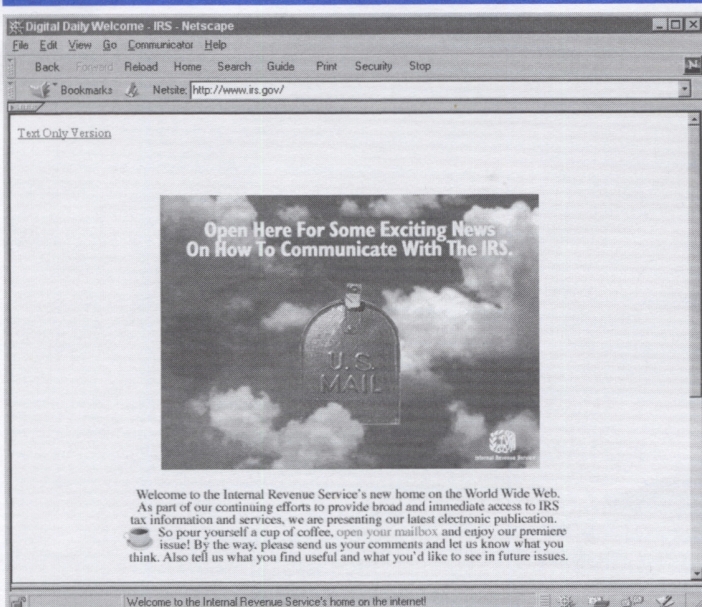 Digital Daily Welcome - IRS - Netscape
File Edit View Go Communicator Help
Back Forward Reload Home Search Guide Print Security Stop
N
Bookmarks Netsite: http://www.irs.gov/
Text Only Version
Open Here For Some Exciting News
On How To Communicate With The IRS.
U.S.
MAIL
Internal Revenue Service
Welcome to the Internal Revenue Service's new home on the World Wide Web.
As part of our continuing efforts to provide broad and immediate access to IRS
tax information and services, we are presenting our latest electronic publication.
So pour yourself a cup of coffee, open your mailbox and enjoy our premiere
issue! By the way, please send us your comments and let us know what you
think. Also tell us what you find useful and what you'd like to see in future issues.
Welcome to the Internal Revenue Service's home on the internet!